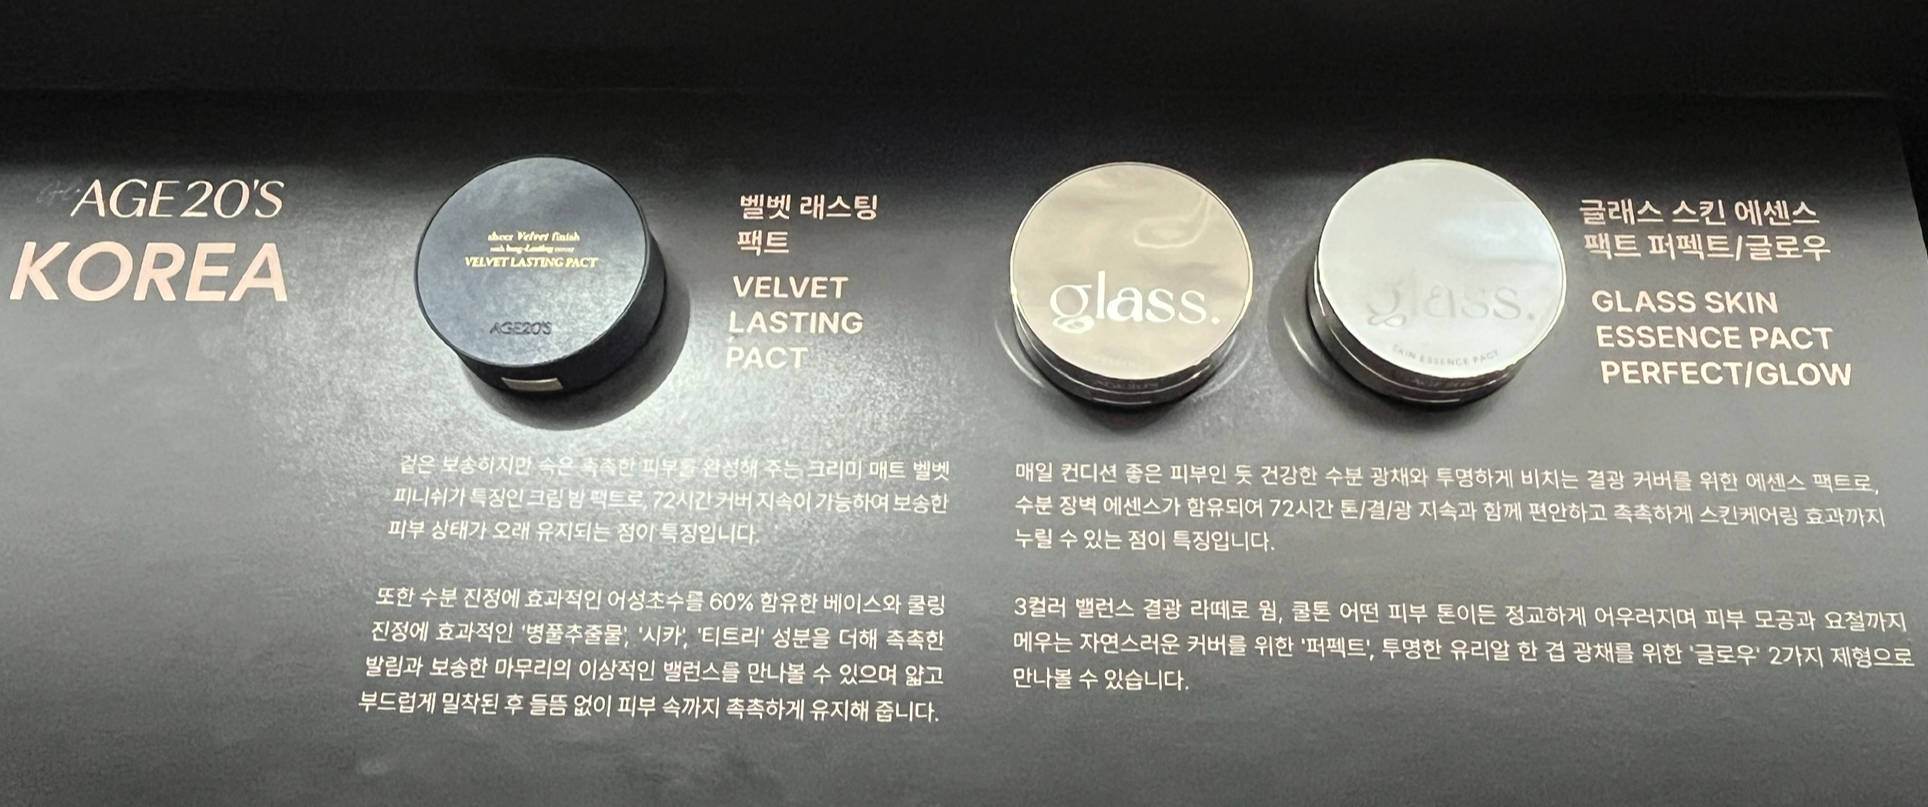 AGE20'S
KOREA
sheer Velvet finish
VELVET LASTING PACT
AGE20'S
벨벳 래스팅
팩트
VELVET
LASTING
PACT
겉은 보송하지만 속은 촉촉한 피부를 완성해 주는 크리미 매트 벨벳
피니쉬가 특징인 크림 밤 팩트로, 72시간 커버 지속이 가능하여 보송한
피부 상태가 오래 유지되는 점이 특징입니다.
또한 수분 진정에 효과적인 어성초수를 60% 함유한 베이스와 쿨링
진정에 효과적인 '병풀추출물', '시카', '티트리' 성분을 더해 촉촉한
발림과 보송한 마무리의 이상적인 밸런스를 만나볼 수 있으며 얇고
부드럽게 밀착된 후 들뜸 없이 피부 속까지 촉촉하게 유지해 줍니다.
glass.
glass.
SKIN ESSENCE PACT
글래스 스킨 에센스
팩트 퍼펙트/글로우
GLASS SKIN
ESSENCE PACT
PERFECT/GLOW
매일 컨디션 좋은 피부인 듯 건강한 수분 광채와 투명하게 비치는 결광 커버를 위한 에센스 팩트로,
수분 장벽 에센스가 함유되어 72시간 톤/결/광 지속과 함께 편안하고 촉촉하게 스킨케어링 효과까지
누릴 수 있는 점이 특징입니다.
3컬러 밸런스 결광 라떼로 웜, 쿨톤 어떤 피부 톤이든 정교하게 어우러지며 피부 모공과 요철까지
메우는 자연스러운 커버를 위한 '퍼펙트', 투명한 유리알 한 겹 광채를 위한 '글로우' 2가지 제형으로
만나볼 수 있습니다.